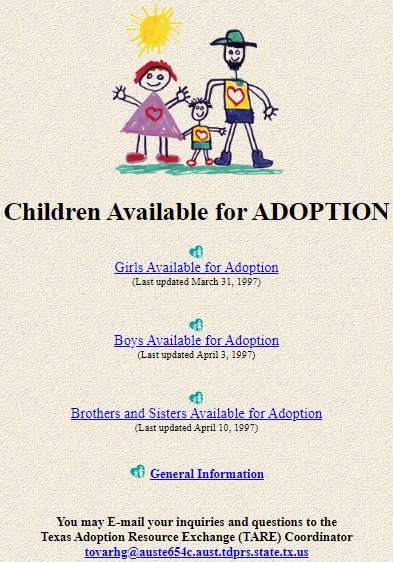 Children Available for ADOPTION
Girls Available for Adoption
(Last updated March 31, 1997)
Boys Available for Adoption
(Last updated April 3, 1997)
Brothers and Sisters Available for Adoption
(Last updated April 10, 1997)
General Information
You may E-mail your inquiries and questions to the
Texas Adoption Resource Exchange (TARE) Coordinator
tovarhg@auste654c.aust.tdprs.state.tx.us